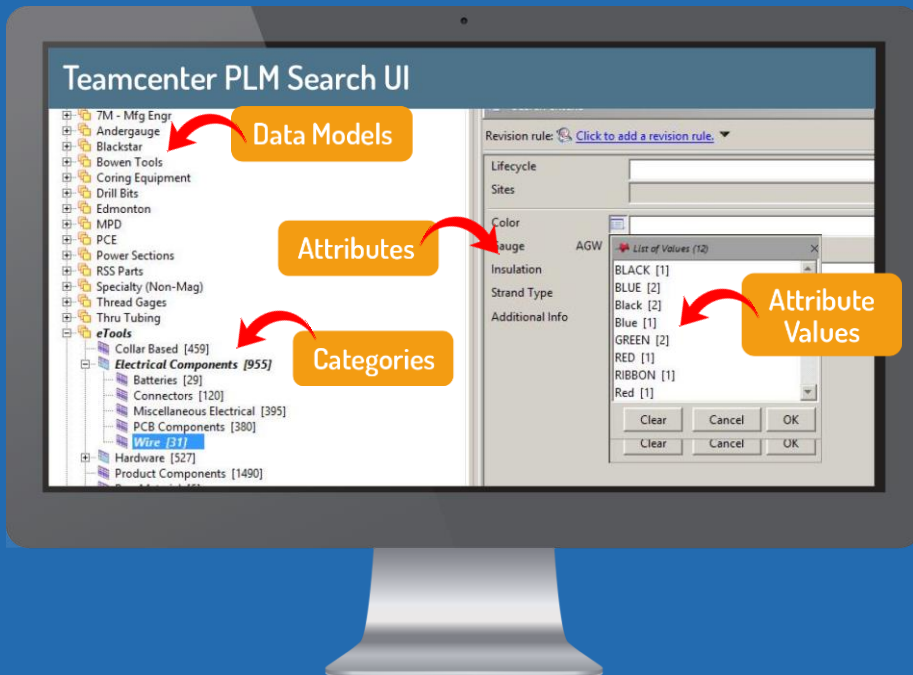 Teamcenter PLM Search UI
7M - Mfg Engr
Andergauge
Blackstar
Bowen Tools
Coring Equipment
Drill Bits
Edmonton
MPD
PCE
Power Sections
RSS Parts
Specialty (Non-Mag)
Thread Gages
Thru Tubing
eTools
Collar Based [459]
Electrical Components [955]
Batteries [29]
Connectors [120]
Miscellaneous Electrical [395]
PCB Components [380]
Wire [31]
Hardware [527]
Product Components [1490]
Data Models
Attributes
Categories
Revision rule: Click to add a revision rule.
Lifecycle
Sites
Color
Gauge AGW
Insulation
Strand Type
Additional Info
List of Values (12)
BLACK [1]
BLUE [2]
Black [2]
Blue [1]
GREEN [2]
RED [1]
RIBBON [1]
Red [1]
Clear Cancel OK
Clear Cancel OK
Attribute
Values